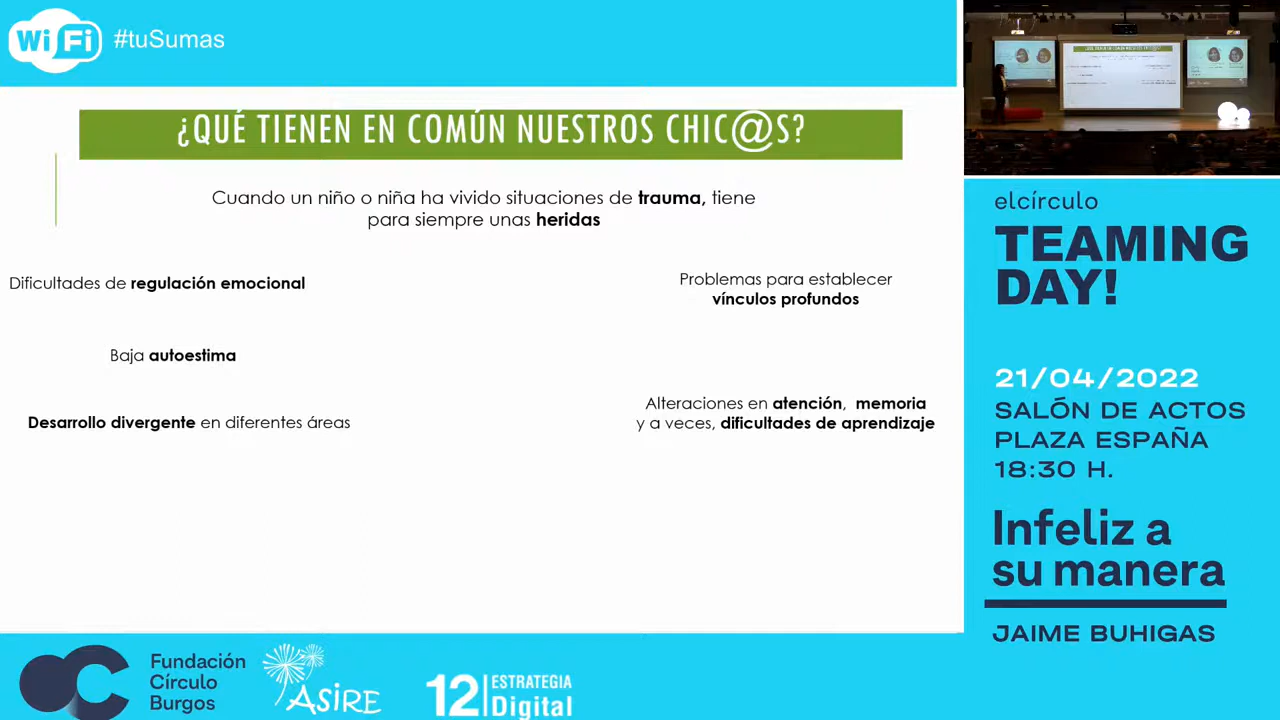 WiFi #tuSumas
¿QUÉ TIENEN EN COMÚN NUESTROS CHIC@S?
Cuando un niño o niña ha vivido situaciones de trauma, tiene
para siempre unas heridas
Dificultades de regulación emocional
Problemas para establecer
vínculos profundos
Baja autoestima
Alteraciones en atención, memoria
y a veces, dificultades de aprendizaje
Desarrollo divergente en diferentes áreas
elcírculo
TEAMING
DAY!
21/04/2022
SALÓN DE ACTOS
PLAZA ESPAÑA
18:30 H.
Infeliz a
su manera
JAIME BUHIGAS
Fundación
Círculo
Burgos
ASiRE
12 ESTRATEGIA
Digital